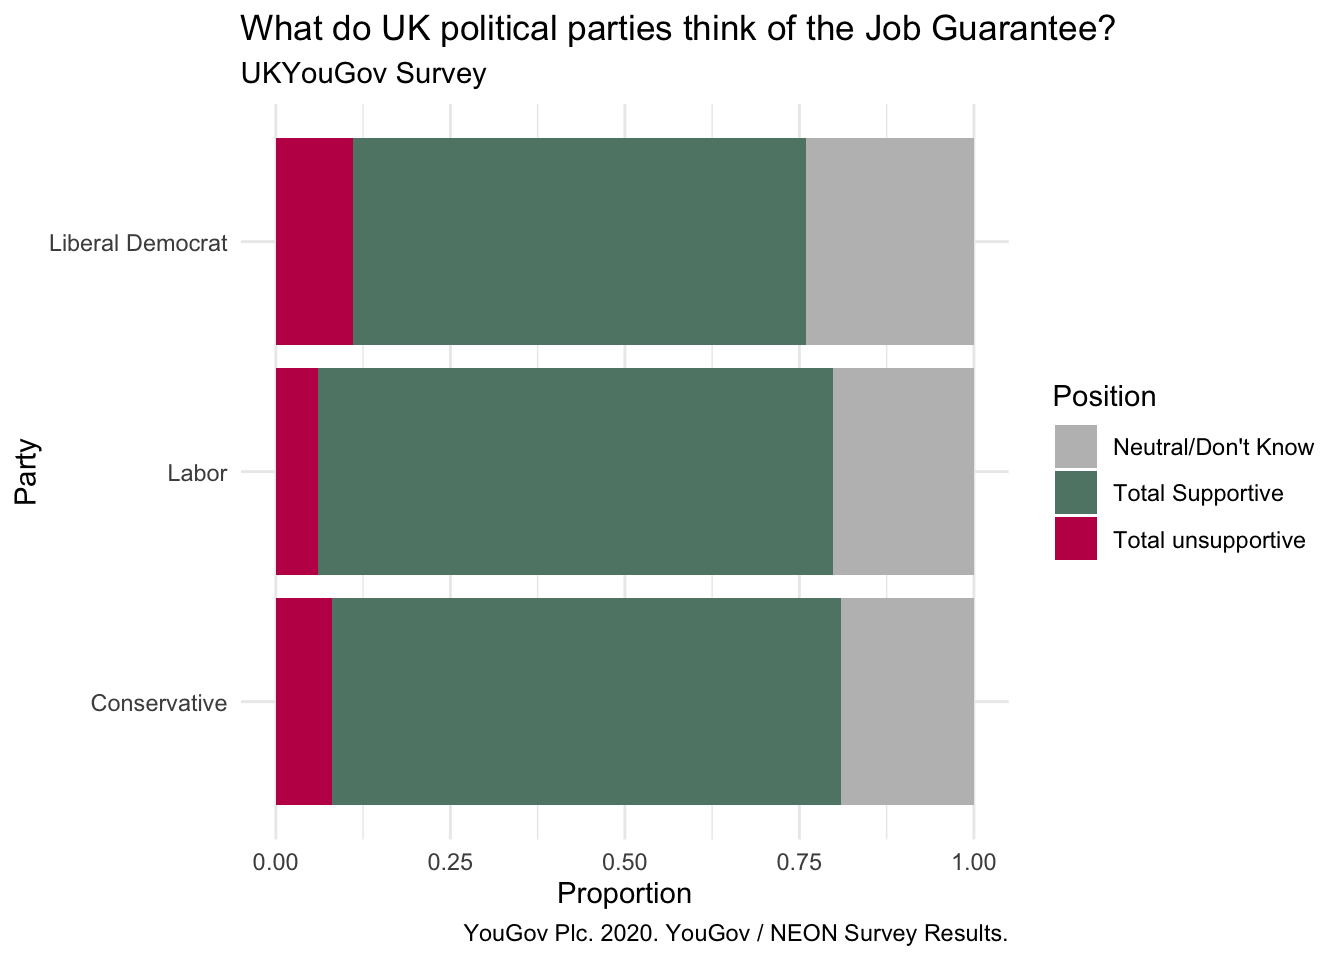 What do UK political parties think of the Job Guarantee?
UKYouGov Survey
Liberal Democrat
Labor
Conservative
Party
0.00 0.25 0.50 0.75 1.00
Proportion
Position
Neutral/Don't Know
Total Supportive
Total unsupportive
YouGov Plc. 2020. YouGov / NEON Survey Results.